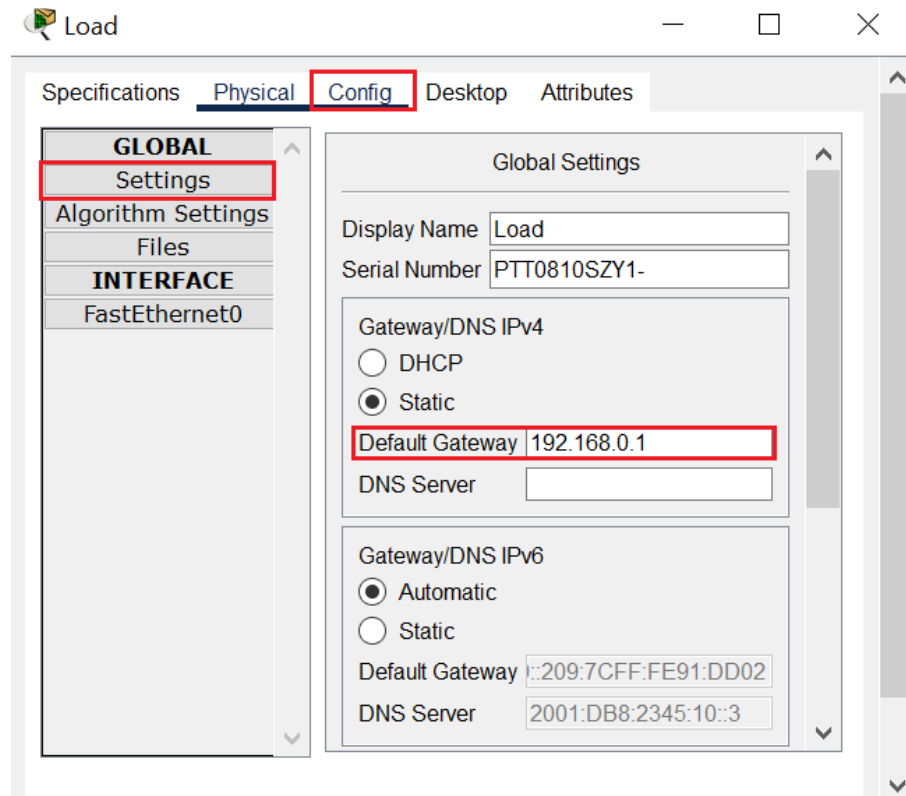 Load
Specifications Physical Config Desktop Attributes
GLOBAL
Settings
Algorithm Settings
Files
INTERFACE
FastEthernet0
Global Settings
Display Name Load
Serial Number PTT0810SZY1-
Gateway/DNS IPv4
DHCP
Static
Default Gateway 192.168.0.1
DNS Server
Gateway/DNS IPv6
Automatic
Static
Default Gateway ::209:7CFF:FE91:DD02
DNS Server 2001:DB8:2345:10::3